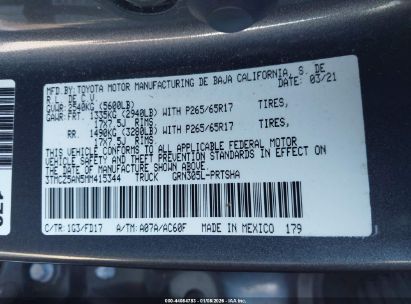 MFD. BY: TOYOTA MOTOR MANUFACTURING DE BAJA CALIFORNIA, S. DE
R.L. DE C.V. DATE: 03/21
GVWR: 2540KG (5600LB)
GAWR: FRT. 1335KG (2940LB) WITH P265/65R17 TIRES,
17X7.5J RIMS
RR. 1490KG (3280LB) WITH P265/65R17 TIRES,
17X7.5J RIMS
THIS VEHICLE CONFORMS TO ALL APPLICABLE FEDERAL MOTOR
VEHICLE SAFETY AND THEFT PREVENTION STANDARDS IN EFFECT ON
THE DATE OF MANUFACTURE SHOWN ABOVE.
3TMCZ5AN5MM415344 TRUCK GRN305L-PRTSHA
C/TR: 1G3/FD17 A/TM: A07A/AC60F MADE IN MEXICO 179